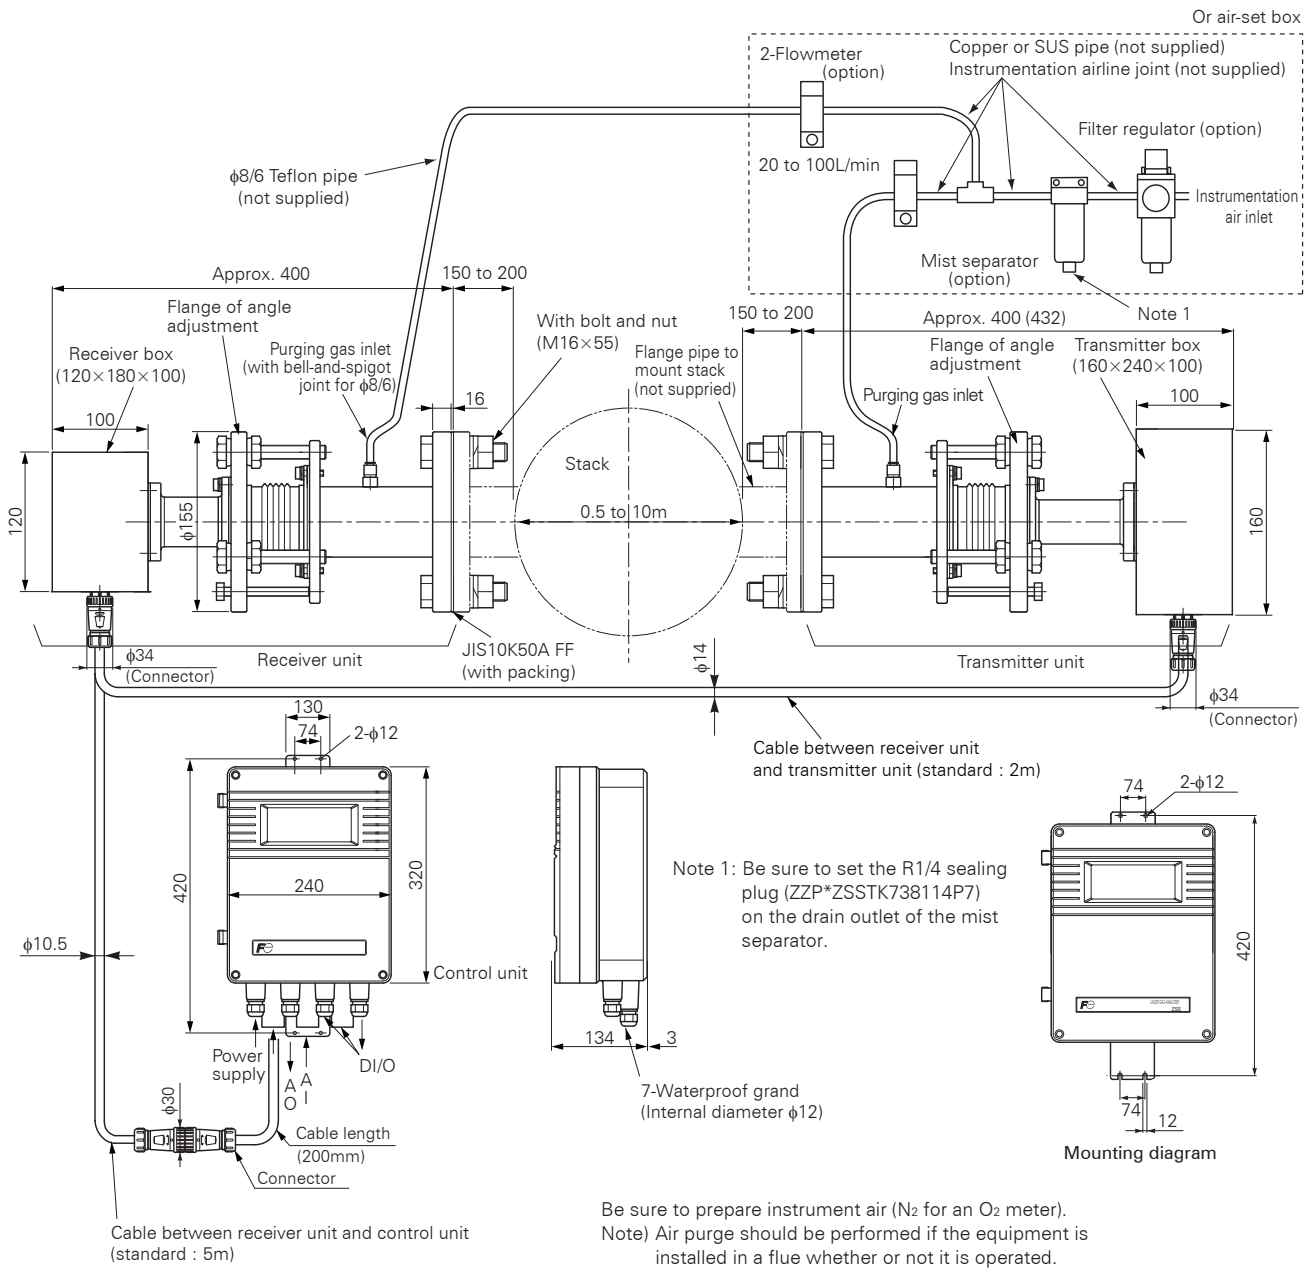 Or air-set box
2-Flowmeter
(option)
Copper or SUS pipe (not supplied)
Instrumentation airline joint (not supplied)
Filter regulator (option)
20 to 100L/min
Instrumentation
air inlet
Mist separator
(option)
Note 1
ϕ8/6 Teflon pipe
(not supplied)
Approx. 400
150 to 200
Flange of angle
adjustment
Receiver box
(120×180×100)
Purging gas inlet
(with bell-and-spigot
joint for ϕ8/6)
With bolt and nut
(M16×55)
16
100
120
ϕ155
Stack
0.5 to 10m
150 to 200
Approx. 400 (432)
Flange pipe to
mount stack
(not suppried)
Purging gas inlet
Flange of angle
adjustment
Transmitter box
(160×240×100)
100
160
Receiver unit
JIS10K50A FF
(with packing)
Transmitter unit
ϕ34
(Connector)
ϕ14
ϕ34
(Connector)
Cable between receiver unit
and transmitter unit (standard : 2m)
130
74
2-ϕ12
420
240
320
Control unit
Fe
ϕ10.5
Power
supply
AO
AI
DI/O
ϕ30
Cable length
(200mm)
Connector
Cable between receiver unit and control unit
(standard : 5m)
134
3
7-Waterproof grand
(Internal diameter ϕ12)
Note 1: Be sure to set the R1/4 sealing
plug (ZZP*ZSSTK738114P7)
on the drain outlet of the mist
separator.
74
2-ϕ12
420
Fe
LASER GAS ANALYZER
ZSS
74
12
Mounting diagram
Be sure to prepare instrument air (N2 for an O2 meter).
Note) Air purge should be performed if the equipment is
installed in a flue whether or not it is operated.